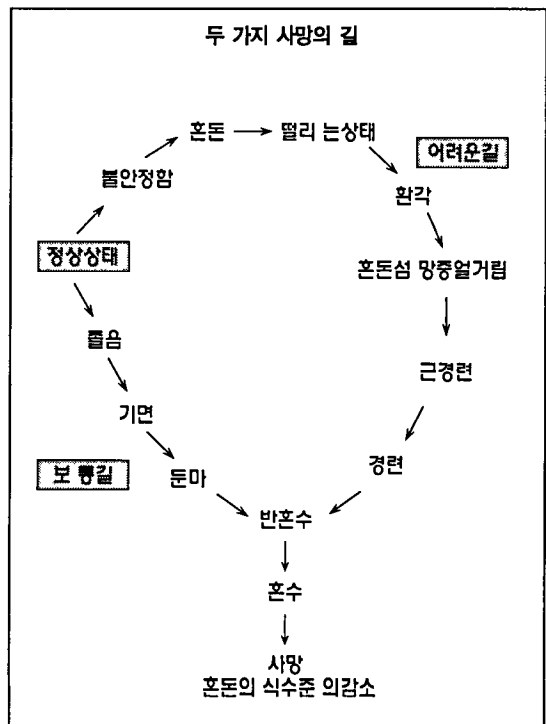 두 가지 사망의 길
혼돈
떨리 는상태
어려운길
불안정함
환각
정상상태
혼돈섬 망중얼거림
졸음
근경련
기면
보 통길
둔마
경련
반혼수
혼수
사망
혼돈의 식수준 의감소